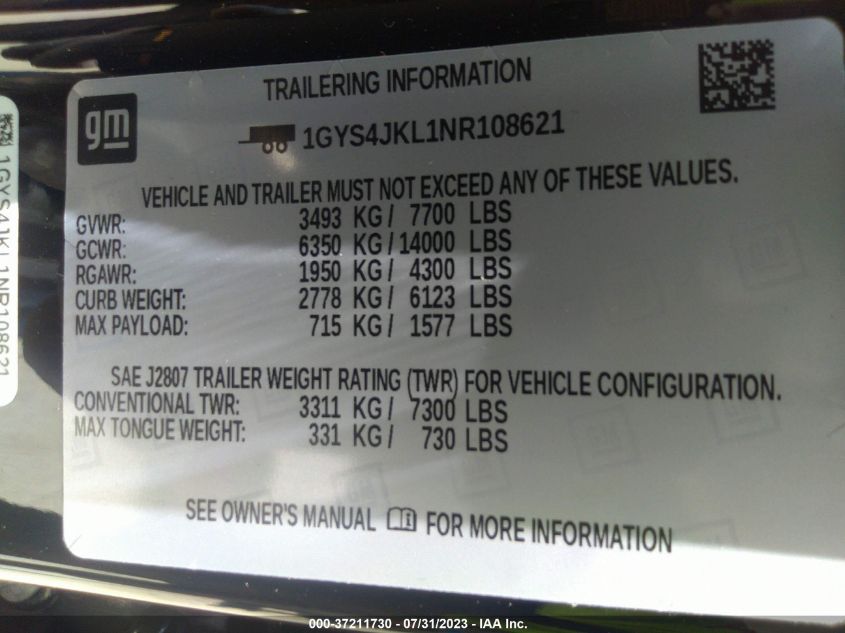 TRAILERING INFORMATION
gm
1GYS4JKL1NR108621
VEHICLE AND TRAILER MUST NOT EXCEED ANY OF THESE VALUES.
GVWR: 3493 KG/ 7700 LBS
GCWR: 6350 KG/14000 LBS
RGAWR: 1950 KG/ 4300 LBS
CURB WEIGHT: 2778 KG/ 6123 LBS
MAX PAYLOAD: 715 KG/ 1577 LBS
SAE J2807 TRAILER WEIGHT RATING (TWR) FOR VEHICLE CONFIGURATION.
CONVENTIONAL TWR: 3311 KG/ 7300 LBS
MAX TONGUE WEIGHT: 331 KG/ 730 LBS
SEE OWNER'S MANUAL FOR MORE INFORMATION
1GYS4JKL1NR108621
000-37211730 - 07/31/2023 - IAA Inc.